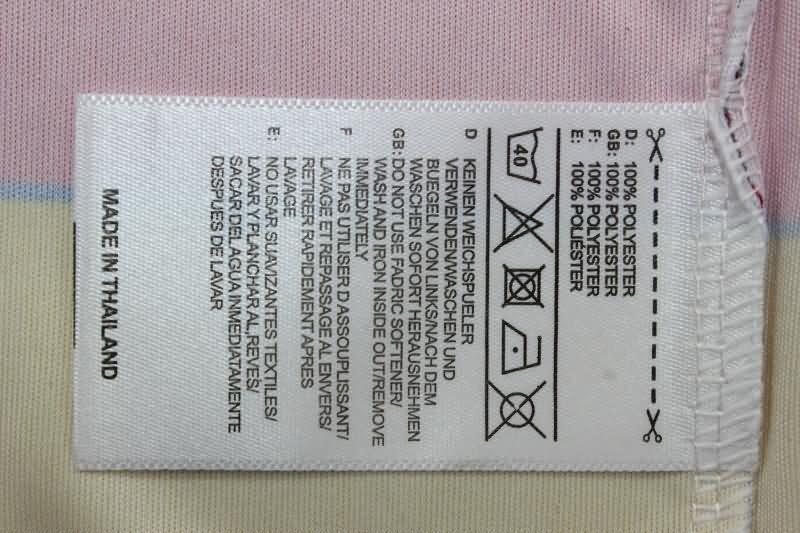 D: 100% POLYESTER
GB: 100% POLYESTER
F: 100% POLYESTER
E: 100% POLIÉSTER
40
D KEINEN WEICHSPUELER
VERWENDEN/WASCHEN UND
BUEGELN VON LINKS/NACH DEM
WASCHEN SOFORT HERAUSNEHMEN
GB: DO NOT USE FADRIC SOFTENER/
WASH AND IRON INSIDE OUT/REMOVE
IMMEDIATELY
F NE PAS UTILISER D ASSOUPLISSANT/
LAVAGE ET REPASSAGE AL ENVERS/
RETIRER RAPIDEMENT APRES
LAVAGE
E: NO USAR SUAVIZANTES TEXTILES/
LAVAR Y PLANCHAR AL REVES/
SACAR DEL AGUA INMEDIATAMENTE
DESPUES DE LAVAR
MADE IN THAILAND